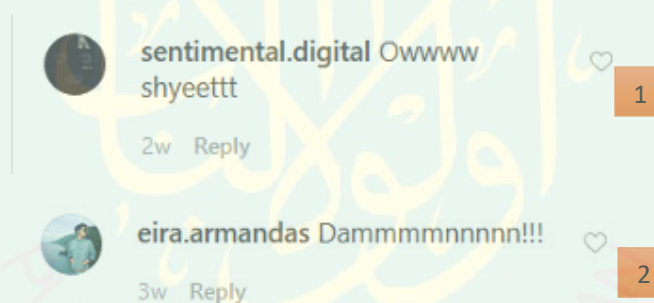 sentimental.digital Owwww
shyeettt
1
2w Reply
eira.armandas Dammmmnnnnn!!!
2
3w Reply